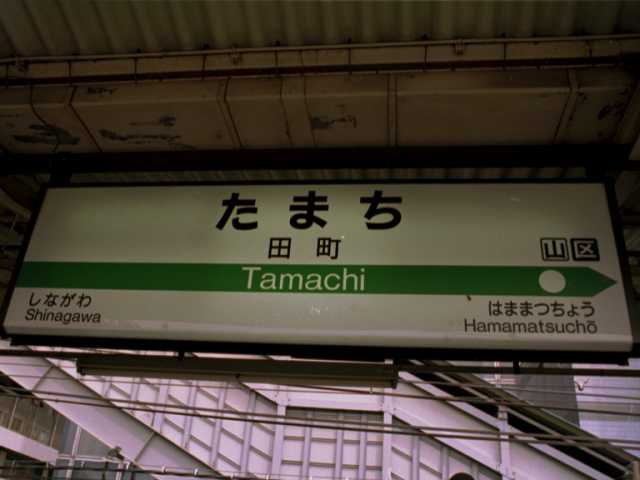 たまち
田町
山区
Tamachi
しながわ
Shinagawa
はままつちょう
Hamamatsuchō